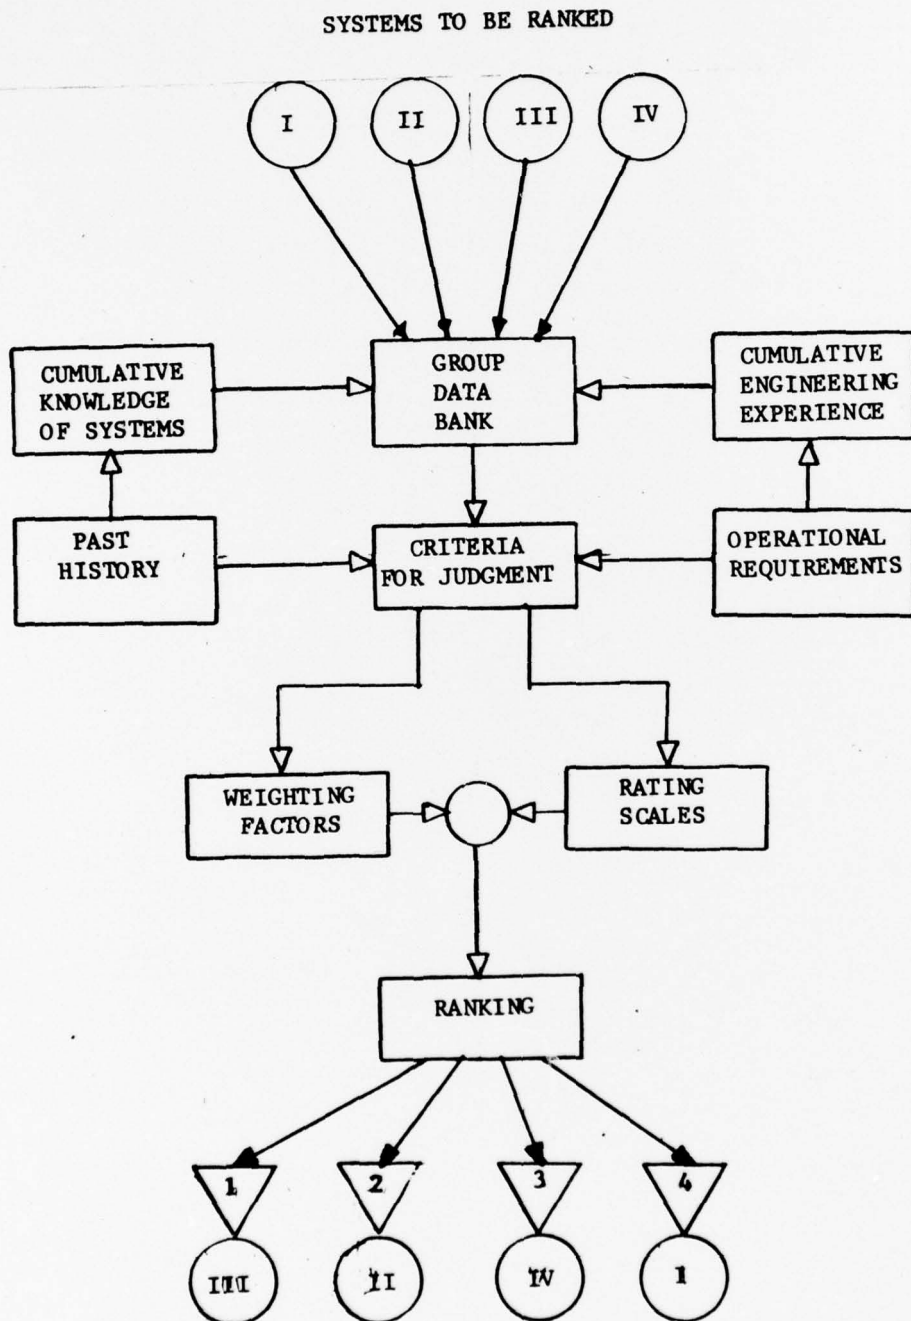 SYSTEMS TO BE RANKED
I
II
III
IV
CUMULATIVE
KNOWLEDGE
OF SYSTEMS
GROUP
DATA
BANK
CUMULATIVE
ENGINEERING
EXPERIENCE
PAST
HISTORY
CRITERIA
FOR JUDGMENT
OPERATIONAL
REQUIREMENTS
WEIGHTING
FACTORS
RATING
SCALES
RANKING
1
2
3
4
III
II
IV
I